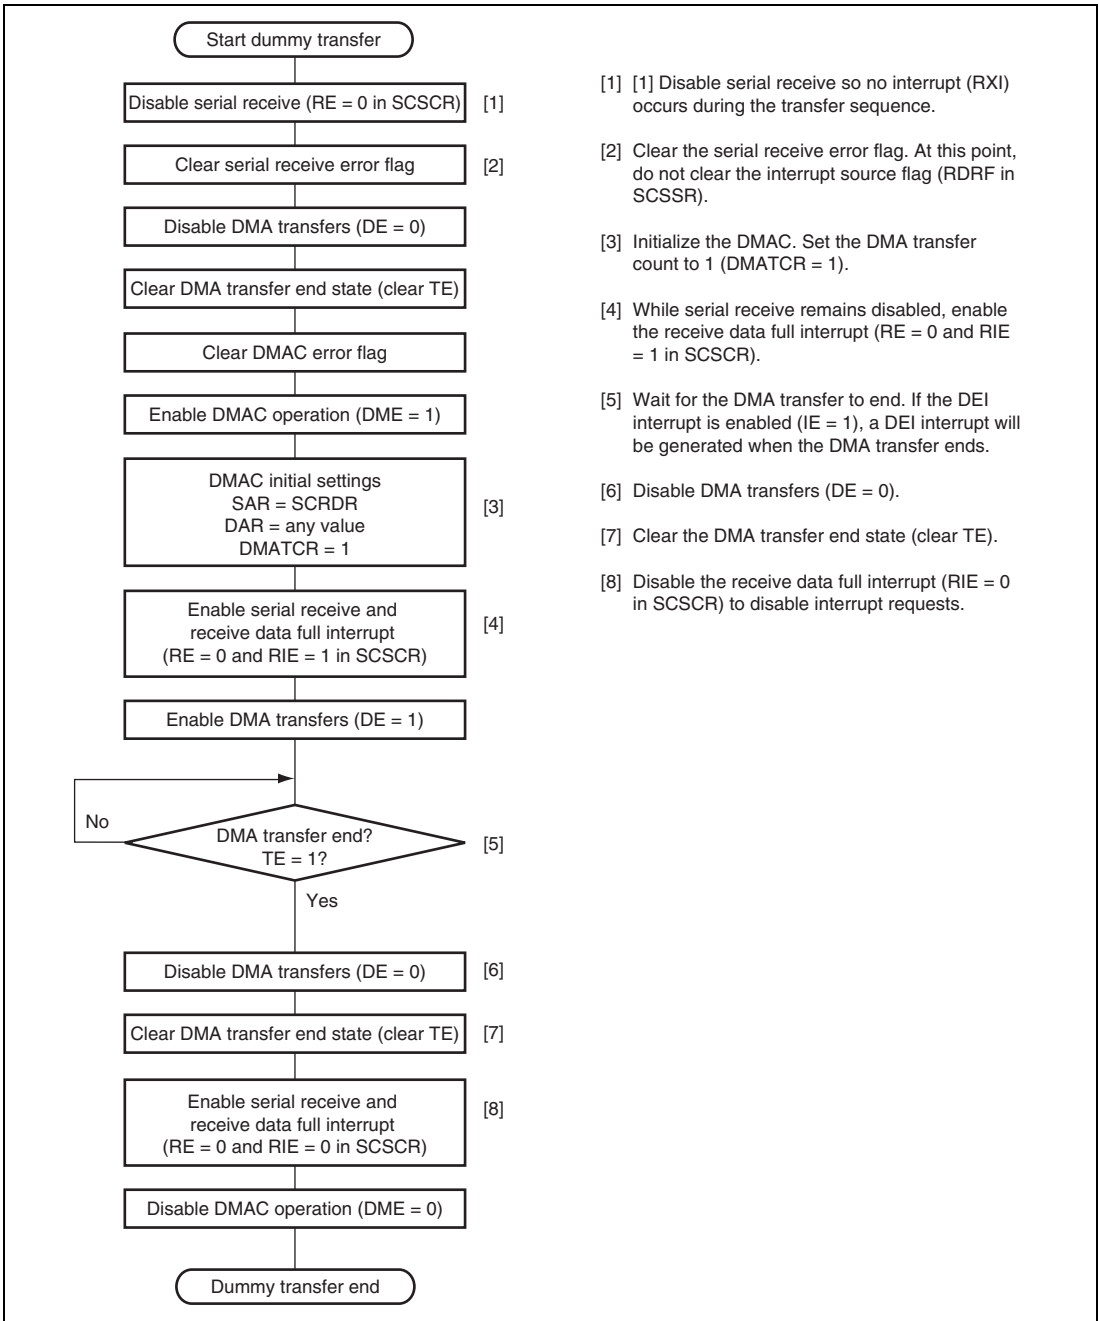 Start dummy transfer
Disable serial receive (RE = 0 in SCSCR) [1]
Clear serial receive error flag [2]
Disable DMA transfers (DE = 0)
Clear DMA transfer end state (clear TE)
Clear DMAC error flag
Enable DMAC operation (DME = 1)
DMAC initial settings
SAR = SCRDR
DAR = any value
DMATCR = 1
[3]
Enable serial receive and
receive data full interrupt
(RE = 0 and RIE = 1 in SCSCR)
[4]
Enable DMA transfers (DE = 1)
No
DMA transfer end?
TE = 1?
[5]
Yes
Disable DMA transfers (DE = 0) [6]
Clear DMA transfer end state (clear TE) [7]
Enable serial receive and
receive data full interrupt
(RE = 0 and RIE = 0 in SCSCR)
[8]
Disable DMAC operation (DME = 0)
Dummy transfer end
[1] [1] Disable serial receive so no interrupt (RXI)
occurs during the transfer sequence.
[2] Clear the serial receive error flag. At this point,
do not clear the interrupt source flag (RDRF in
SCSSR).
[3] Initialize the DMAC. Set the DMA transfer
count to 1 (DMATCR = 1).
[4] While serial receive remains disabled, enable
the receive data full interrupt (RE = 0 and RIE
= 1 in SCSCR).
[5] Wait for the DMA transfer to end. If the DEI
interrupt is enabled (IE = 1), a DEI interrupt will
be generated when the DMA transfer ends.
[6] Disable DMA transfers (DE = 0).
[7] Clear the DMA transfer end state (clear TE).
[8] Disable the receive data full interrupt (RIE = 0
in SCSCR) to disable interrupt requests.